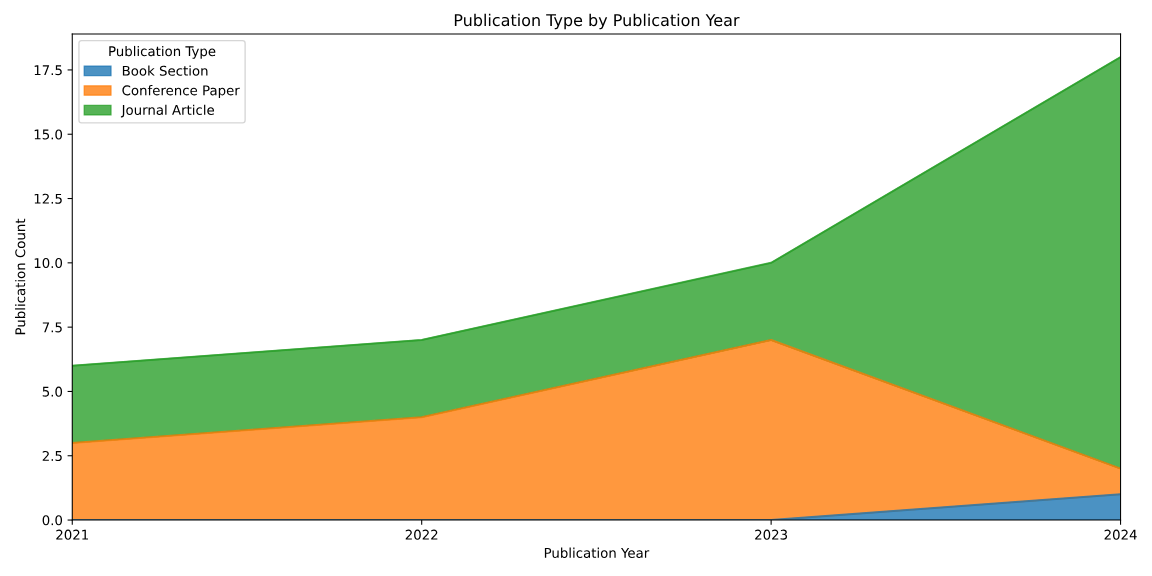 Publication Type by Publication Year
Publication Type
Book Section
Conference Paper
Journal Article
17.5
15.0
12.5
10.0
7.5
5.0
2.5
0.0
Publication Count
2021 2022 2023 2024
Publication Year